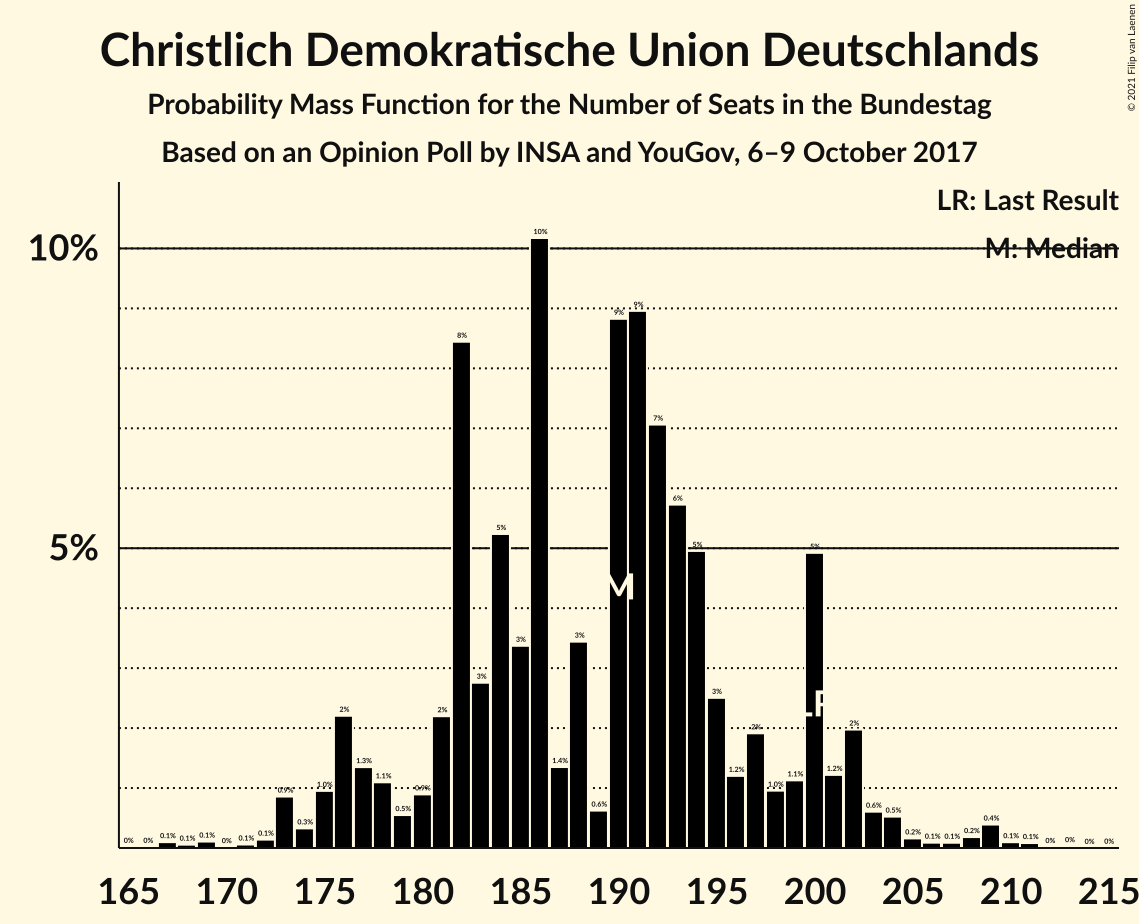 Christlich Demokratische Union Deutschlands
Probability Mass Function for the Number of Seats in the Bundestag
Based on an Opinion Poll by INSA and YouGov, 6–9 October 2017
© 2021 Filip van Laenen
LR: Last Result
M: Median
10%
5%
0% 0% 0.1% 0.1% 0.1% 0% 0.1% 0.1% 0.9% 0.3% 1.0% 2% 1.3% 1.1% 0.5% 0.9% 2% 8% 3% 5% 3% 10% 1.4% 3% 0.6% 9% 9% 7% 6% 5% 3% 1.2% 2% 1.0% 1.1% 5% 1.2% 2% 0.6% 0.5% 0.2% 0.1% 0.1% 0.2% 0.4% 0.1% 0.1% 0% 0% 0% 0%
M
LR
165 170 175 180 185 190 195 200 205 210 215